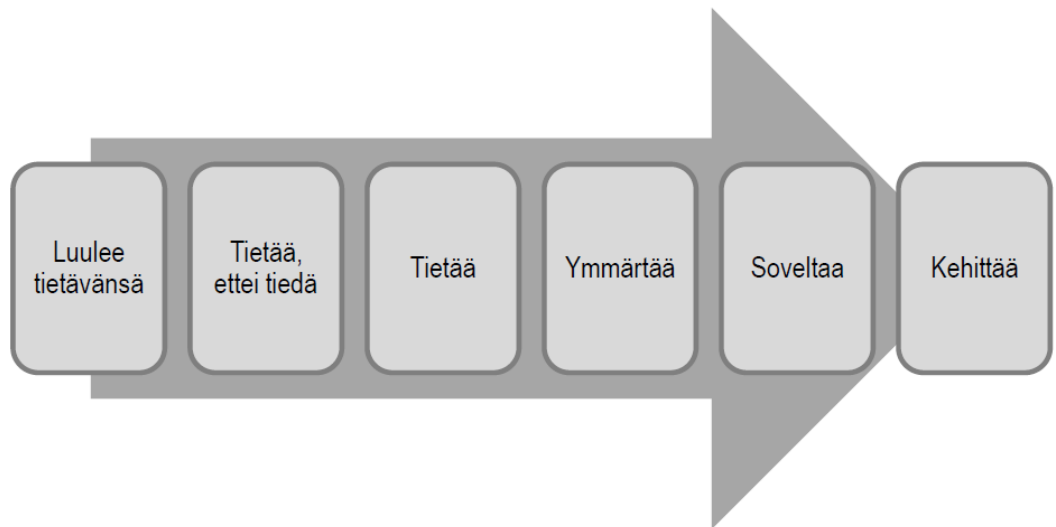 Luulee
tietävänsä
Tietää,
ettei tiedä
Tietää
Ymmärtää
Soveltaa
Kehittää